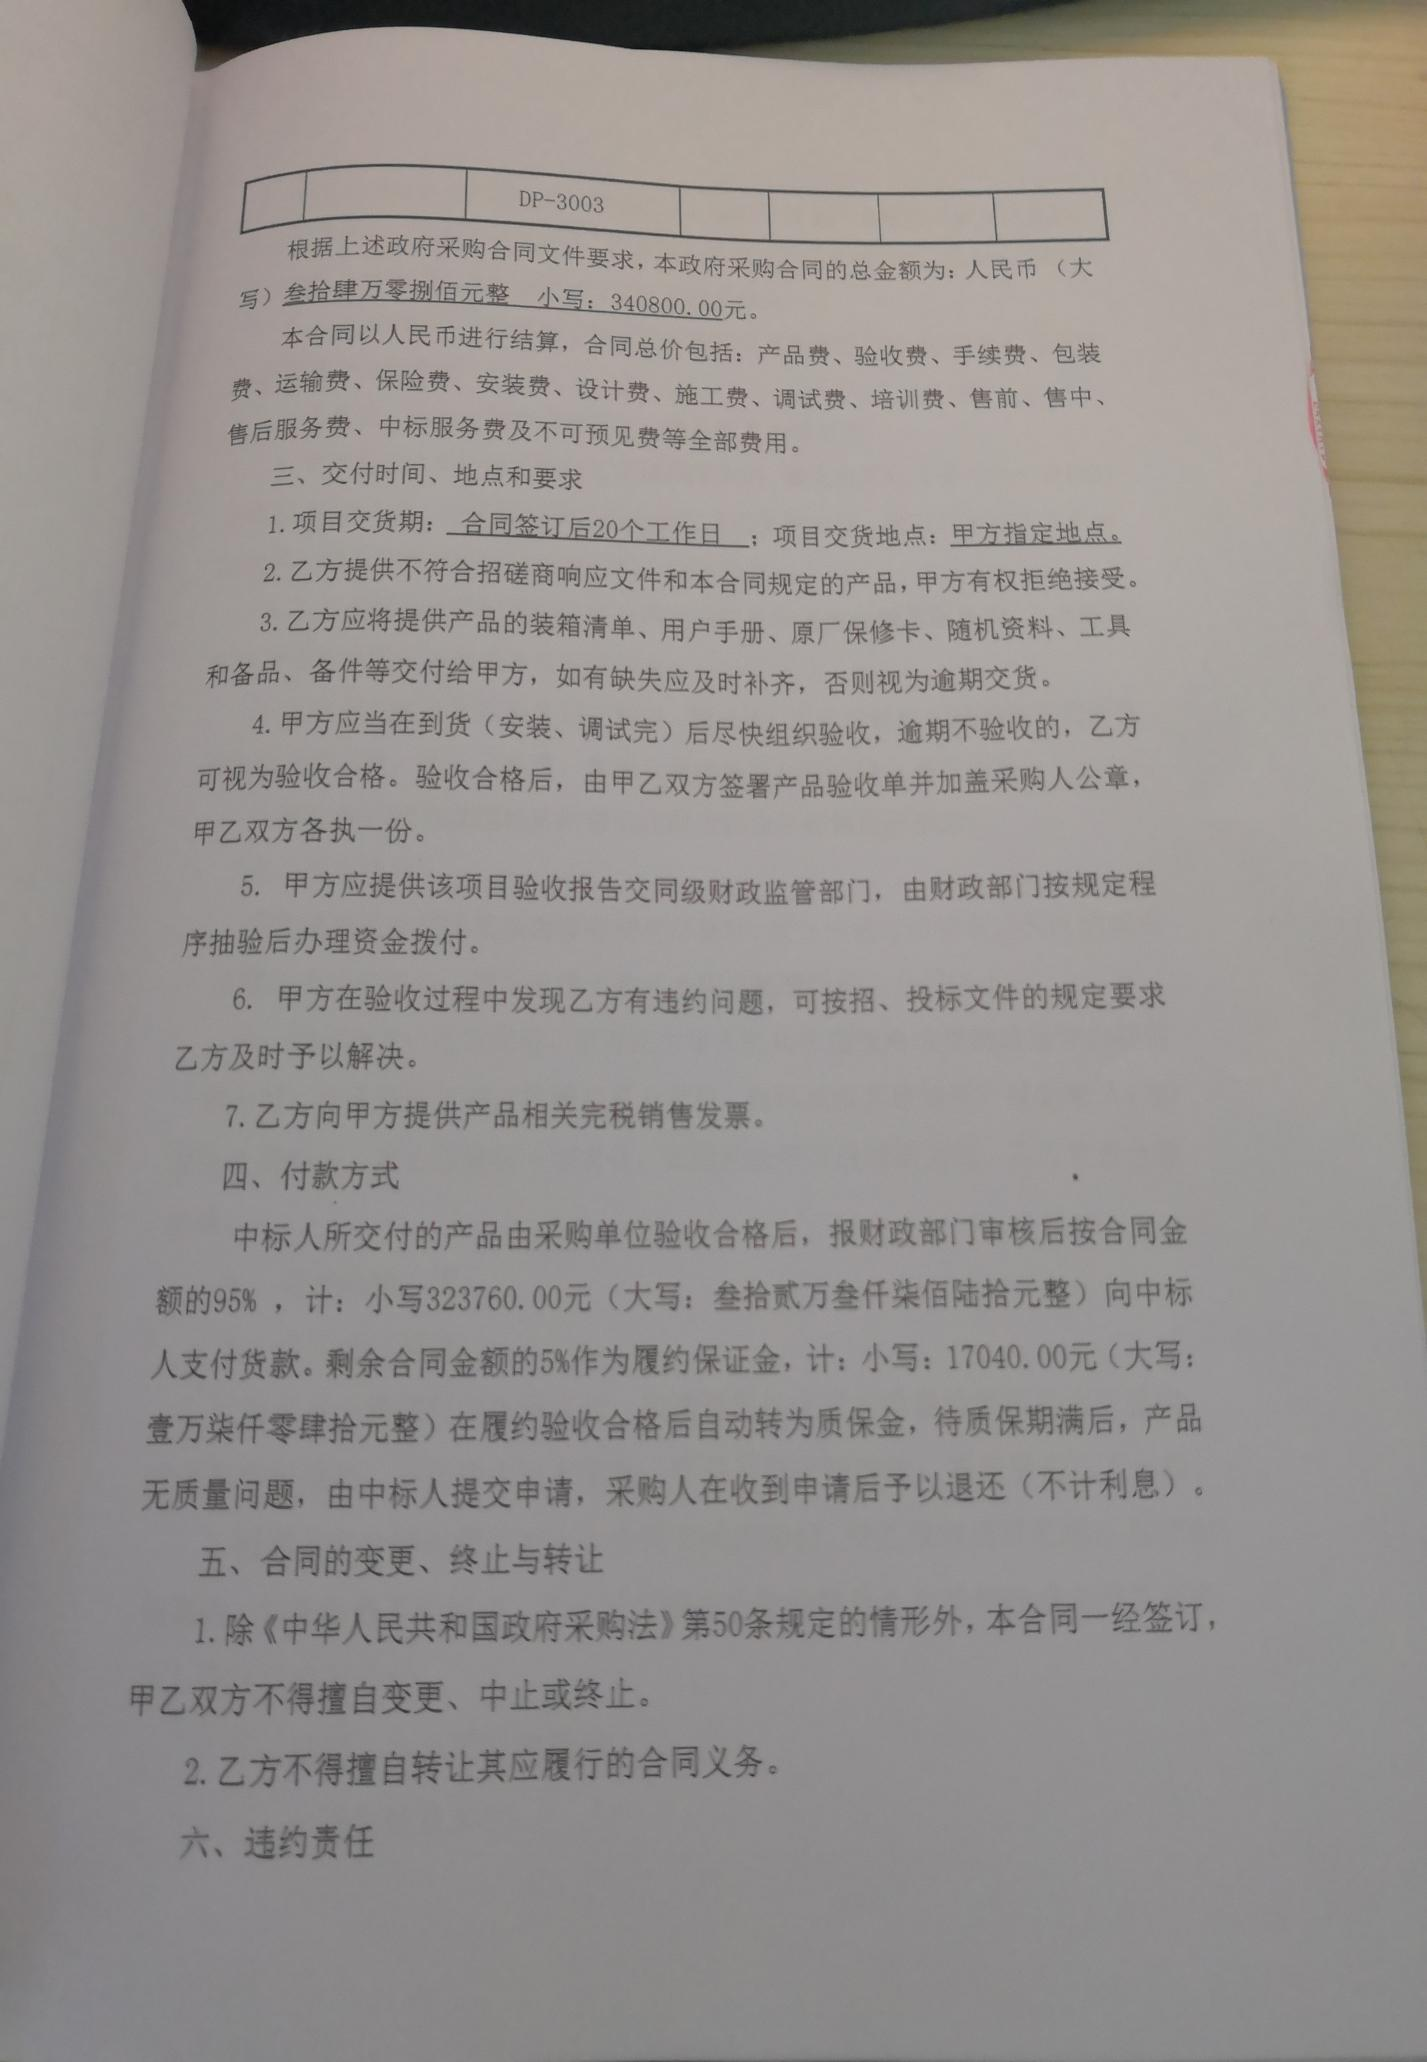 DP-3003
根据上述政府采购合同文件要求，本政府采购合同的总金额为：人民币（大
写）叁拾肆万零捌佰元整 小写：340800.00元。
本合同以人民币进行结算，合同总价包括：产品费、验收费、手续费、包装
费、运输费、保险费、安装费、设计费、施工费、调试费、培训费、售前、售中、
售后服务费、中标服务费及不可预见费等全部费用。
三、交付时间、地点和要求
1.项目交货期：合同签订后20个工作日 ；项目交货地点：甲方指定地点。
2.乙方提供不符合招磋商响应文件和本合同规定的产品，甲方有权拒绝接受。
3.乙方应将提供产品的装箱清单、用户手册、原厂保修卡、随机资料、工具
和备品、备件等交付给甲方，如有缺失应及时补齐，否则视为逾期交货。
4.甲方应当在到货（安装、调试完）后尽快组织验收，逾期不验收的，乙方
可视为验收合格。验收合格后，由甲乙双方签署产品验收单并加盖采购人公章，
甲乙双方各执一份。
5. 甲方应提供该项目验收报告交同级财政监管部门，由财政部门按规定程
序抽验后办理资金拨付。
6. 甲方在验收过程中发现乙方有违约问题，可按招、投标文件的规定要求
乙方及时予以解决。
7.乙方向甲方提供产品相关完税销售发票。
四、付款方式
中标人所交付的产品由采购单位验收合格后，报财政部门审核后按合同金
额的95% ，计：小写323760.00元（大写：叁拾贰万叁仟柒佰陆拾元整）向中标
人支付货款。剩余合同金额的5%作为履约保证金，计：小写：17040.00元（大写：
壹万柒仟零肆拾元整）在履约验收合格后自动转为质保金，待质保期满后，产品
无质量问题，由中标人提交申请，采购人在收到申请后予以退还（不计利息）。
五、合同的变更、终止与转让
1.除《中华人民共和国政府采购法》第50条规定的情形外，本合同一经签订，
甲乙双方不得擅自变更、中止或终止。
2.乙方不得擅自转让其应履行的合同义务。
六、违约责任